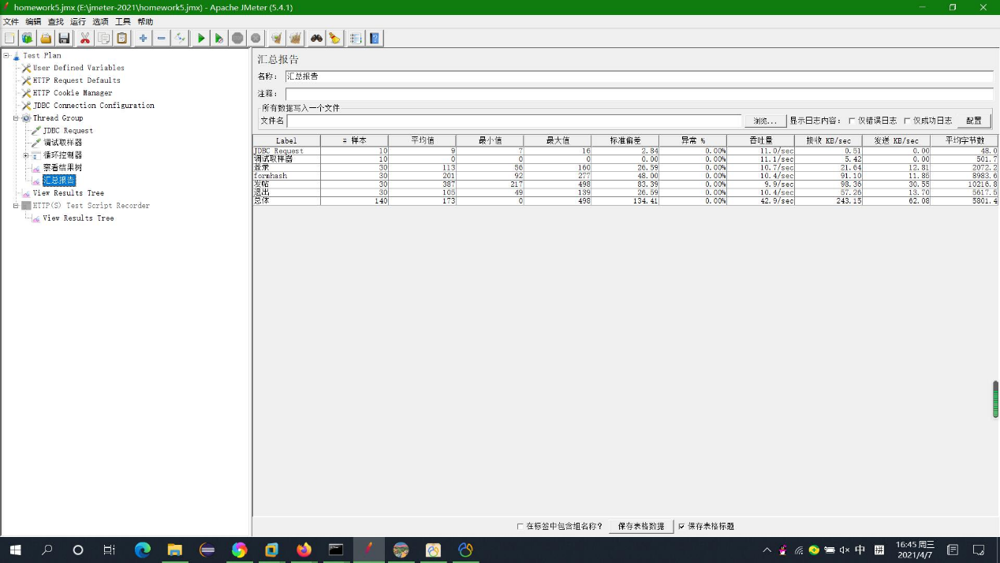 homework5.jmx (E:\jmeter-2021\homework5.jmx) - Apache JMeter (5.4.1)
文件 编辑 查找 运行 选项 工具 帮助
Test Plan
User Defined Variables
HTTP Request Defaults
HTTP Cookie Manager
JDBC Connection Configuration
Thread Group
JDBC Request
调试取样器
循环控制器
察看结果树
汇总报告
View Results Tree
HTTP(S) Test Script Recorder
View Results Tree
汇总报告
名称： 汇总报告
注释：
所有数据写入一个文件
文件名 浏览... 显示日志内容： 仅错误日志 仅成功日志 配置
Label # 样本 平均值 最小值 最大值 标准偏差 异常 % 吞吐量 接收 KB/sec 发送 KB/sec 平均字节数
JDBC Request 10 9 7 16 2.84 0.00% 11.0/sec 0.51 0.00 48.0
调试取样器 10 0 0 0 0.00 0.00% 11.1/sec 5.42 0.00 501.7
登录 30 113 56 160 26.59 0.00% 10.7/sec 21.64 12.81 2072.2
formhash 30 201 92 277 48.00 0.00% 10.4/sec 91.10 11.85 8983.6
发帖 30 387 217 498 83.39 0.00% 9.9/sec 98.36 30.55 10216.8
退出 30 105 49 139 26.59 0.00% 10.4/sec 57.26 13.70 5617.5
总体 140 173 0 498 134.41 0.00% 42.9/sec 243.15 62.08 5801.4
在标签中包含组名称? 保存表格数据 保存表格标题
中 拼 16:45 周三
2021/4/7